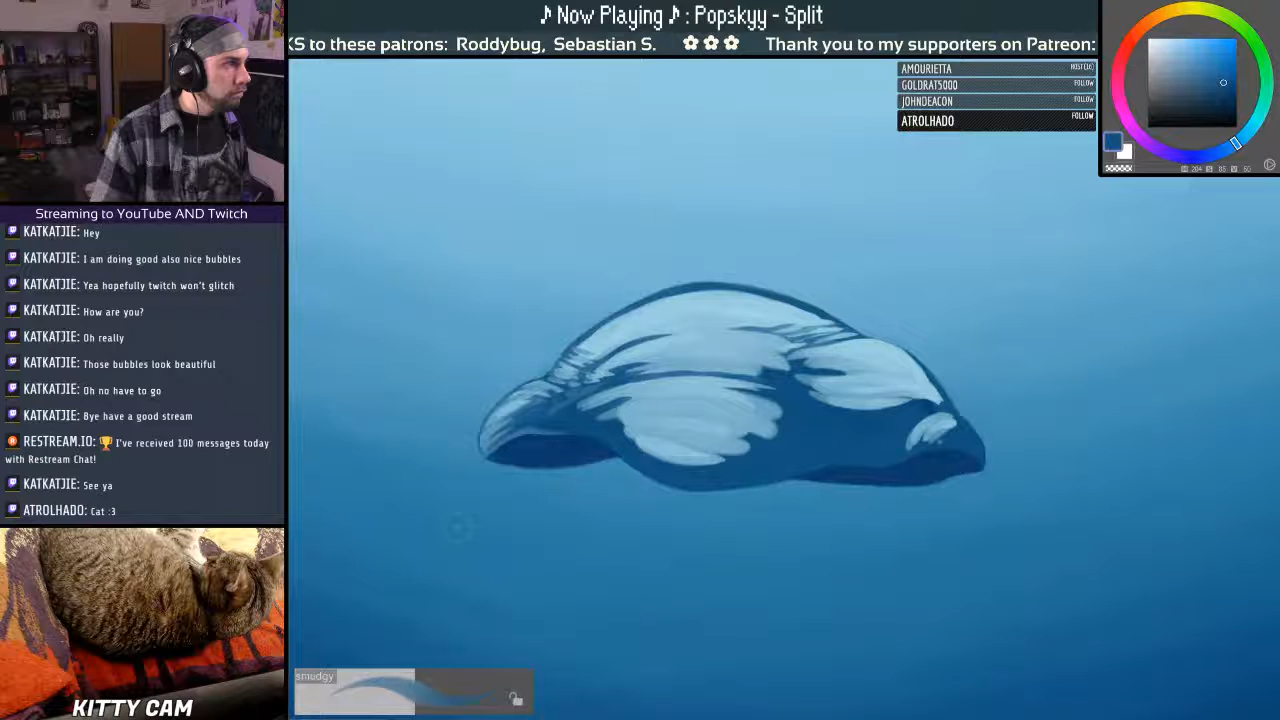 ♪ Now Playing ♪ : Popskyy - Split
KS to these patrons: Roddybug, Sebastian S. ✿ ✿ ✿ Thank you to my supporters on Patreon:
AMOURIETTA HOST (16)
GOLDRAT5000 FOLLOW
JOHNDEACON FOLLOW
ATROLHADO FOLLOW
Streaming to YouTube AND Twitch
KATKATJIE: Hey
KATKATJIE: I am doing good also nice bubbles
KATKATJIE: Yea hopefully twitch won't glitch
KATKATJIE: How are you?
KATKATJIE: Oh really
KATKATJIE: Those bubbles look beautiful
KATKATJIE: Oh no have to go
KATKATJIE: Bye have a good stream
RESTREAM.IO: 🏆 I've received 100 messages today
with Restream Chat!
KATKATJIE: See ya
ATROLHADO: Cat :3
KITTY CAM
smudgy